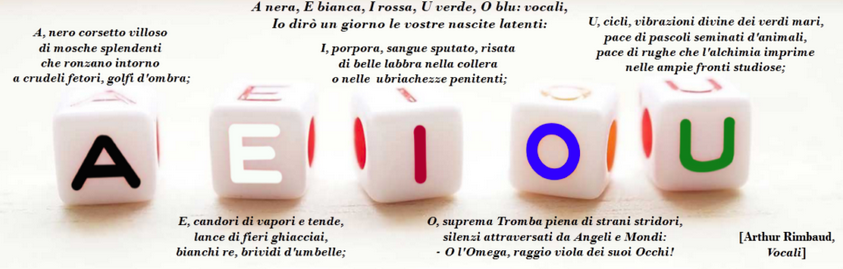 A nera, E bianca, I rossa, U verde, O blu: vocali,
Io dirò un giorno le vostre nascite latenti:
A, nero corsetto villoso
di mosche splendenti
che ronzano intorno
a crudeli fetori, golfi d'ombra;
I, porpora, sangue sputato, risata
di belle labbra nella collera
o nelle ubriachezze penitenti;
U, cicli, vibrazioni divine dei verdi mari,
pace di pascoli seminati d'animali,
pace di rughe che l'alchimia imprime
nelle ampie fronti studiose;
A E I O U
E, candori di vapori e tende,
lance di fieri ghiacciai,
bianchi re, brividi d'umbelle;
O, suprema Tromba piena di strani stridori,
silenzi attraversati da Angeli e Mondi:
- O l'Omega, raggio viola dei suoi Occhi!
[Arthur Rimbaud,
Vocali]